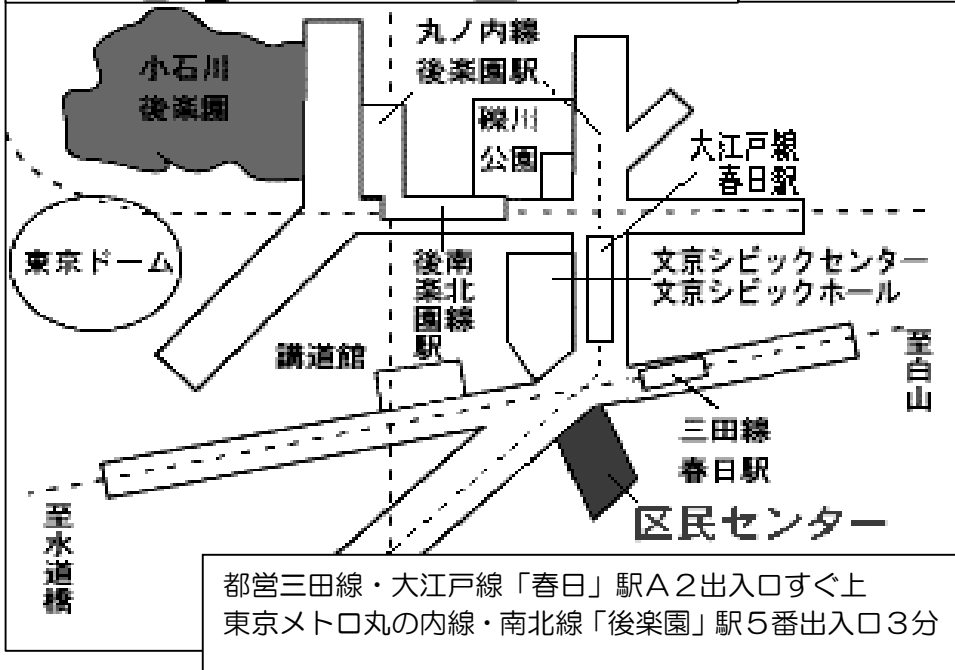 丸ノ内線
後楽園駅
小石川
後楽園
礫川
公園
大江戸線
春日駅
東京ドーム
南北線
後楽園駅
文京シビックセンター
文京シビックホール
講道館
至白山
三田線
春日駅
区民センター
至水道橋
都営三田線・大江戸線「春日」駅A2出入口すぐ上
東京メトロ丸の内線・南北線「後楽園」駅5番出入口3分